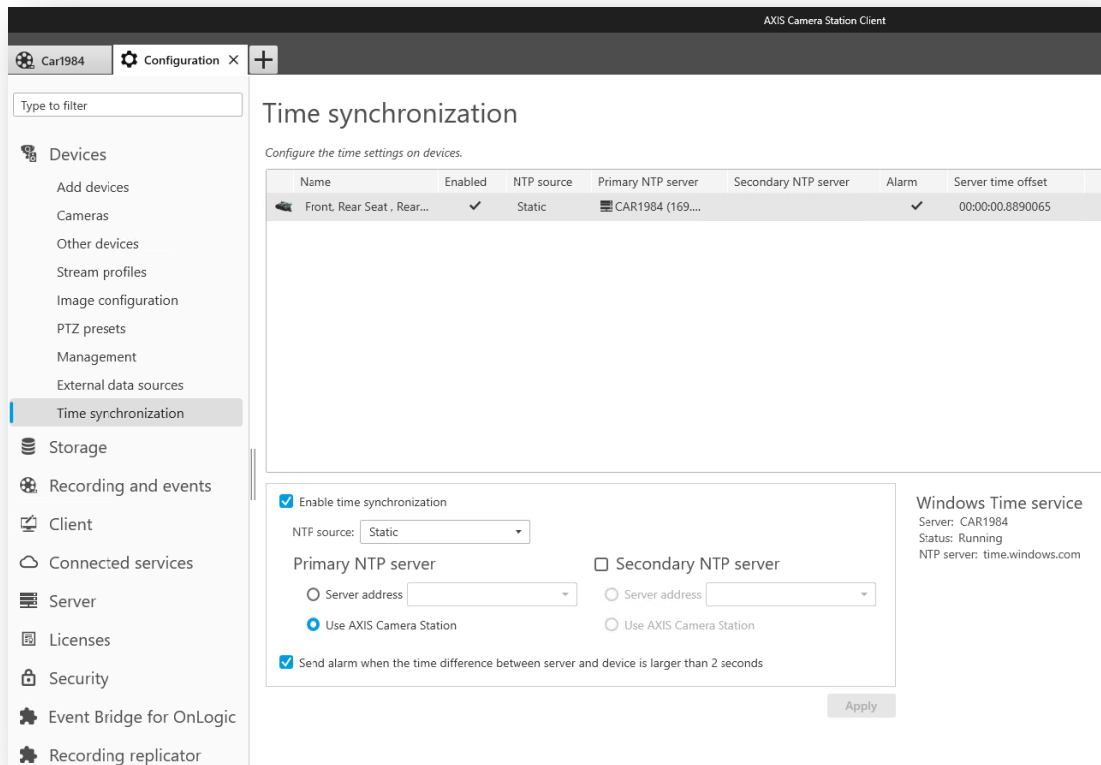 AXIS Camera Station Client
Car1984
Configuration
Type to filter
Devices
Add devices
Cameras
Other devices
Stream profiles
Image configuration
PTZ presets
Management
External data sources
Time synchronization
Storage
Recording and events
Client
Connected services
Server
Licenses
Security
Event Bridge for OnLogic
Recording replicator
Time synchronization
Configure the time settings on devices.
Name Enabled NTP source Primary NTP server Secondary NTP server Alarm Server time offset
Front, Rear Seat , Rear... Static CAR1984 (169.... 00:00:00.8890065
Enable time synchronization
NTP source: Static
Primary NTP server
Server address
Use AXIS Camera Station
Secondary NTP server
Server address
Use AXIS Camera Station
Send alarm when the time difference between server and device is larger than 2 seconds
Apply
Windows Time service
Server: CAR1984
Status: Running
NTP server: time.windows.com